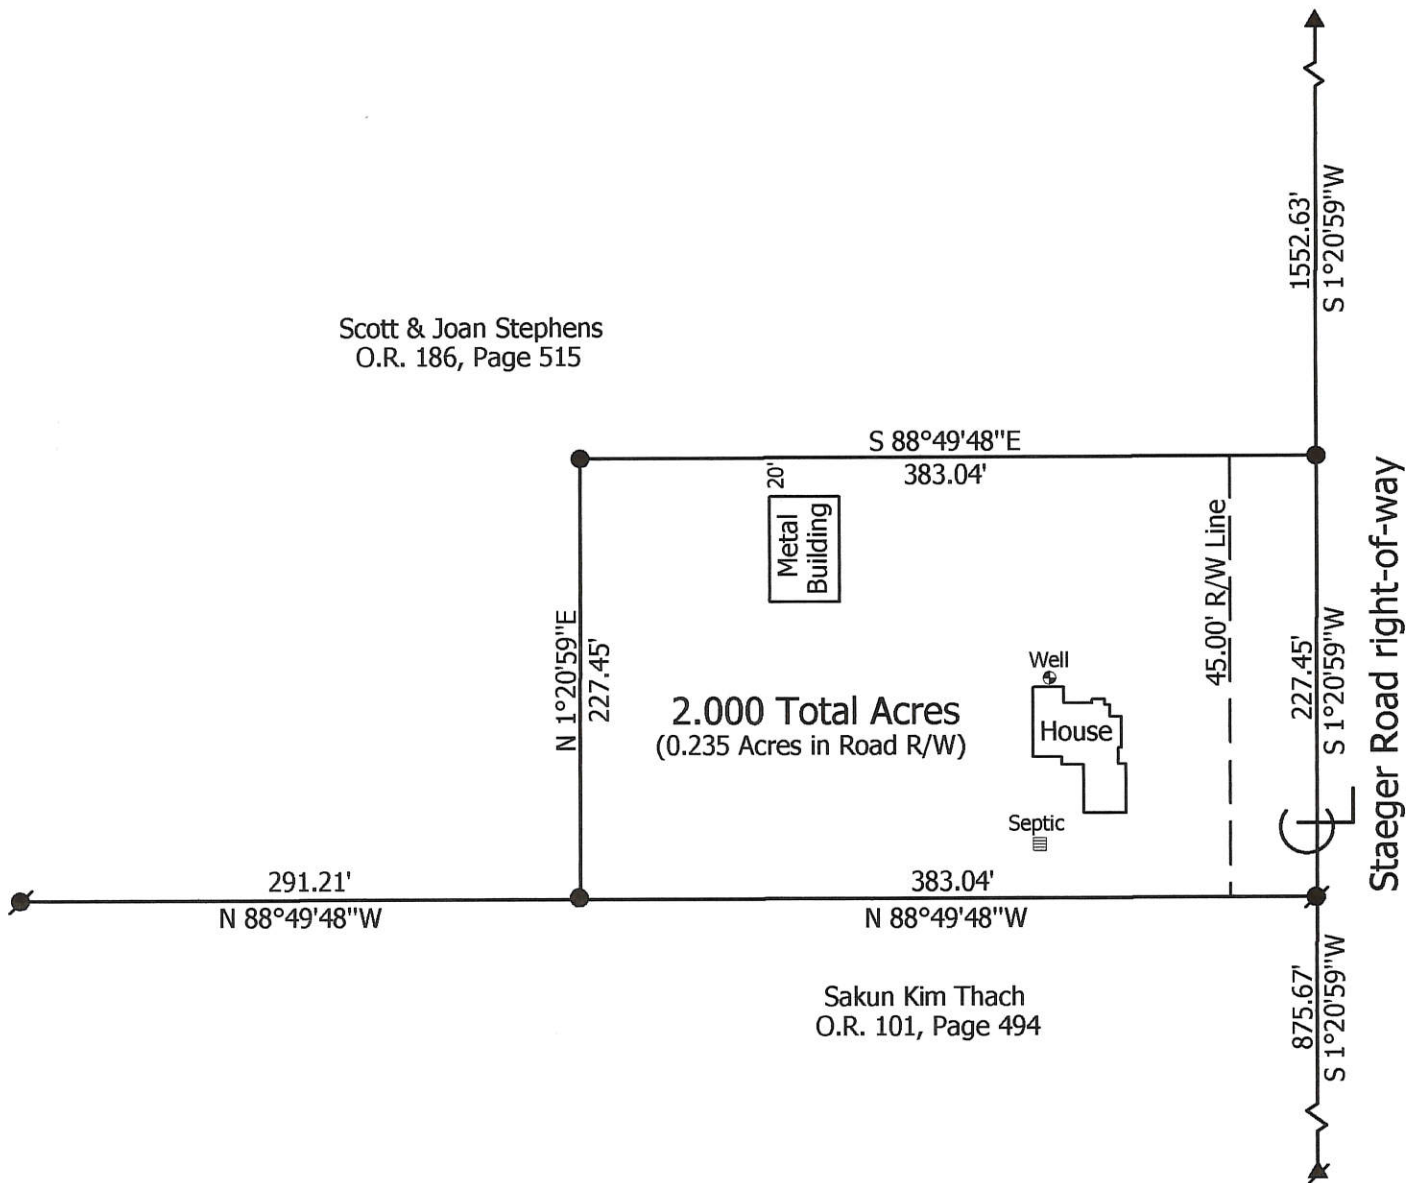 1552.63'
S 1°20'59"W
Scott & Joan Stephens
O.R. 186, Page 515
S 88°49'48"E
383.04'
20'
Metal
Building
45.00' R/W Line
N 1°20'59"E
227.45'
Well
House
2.000 Total Acres
(0.235 Acres in Road R/W)
Septic
227.45'
S 1°20'59"W
Staeger Road right-of-way
291.21'
N 88°49'48"W
383.04'
N 88°49'48"W
Sakun Kim Thach
O.R. 101, Page 494
875.67'
S 1°20'59"W